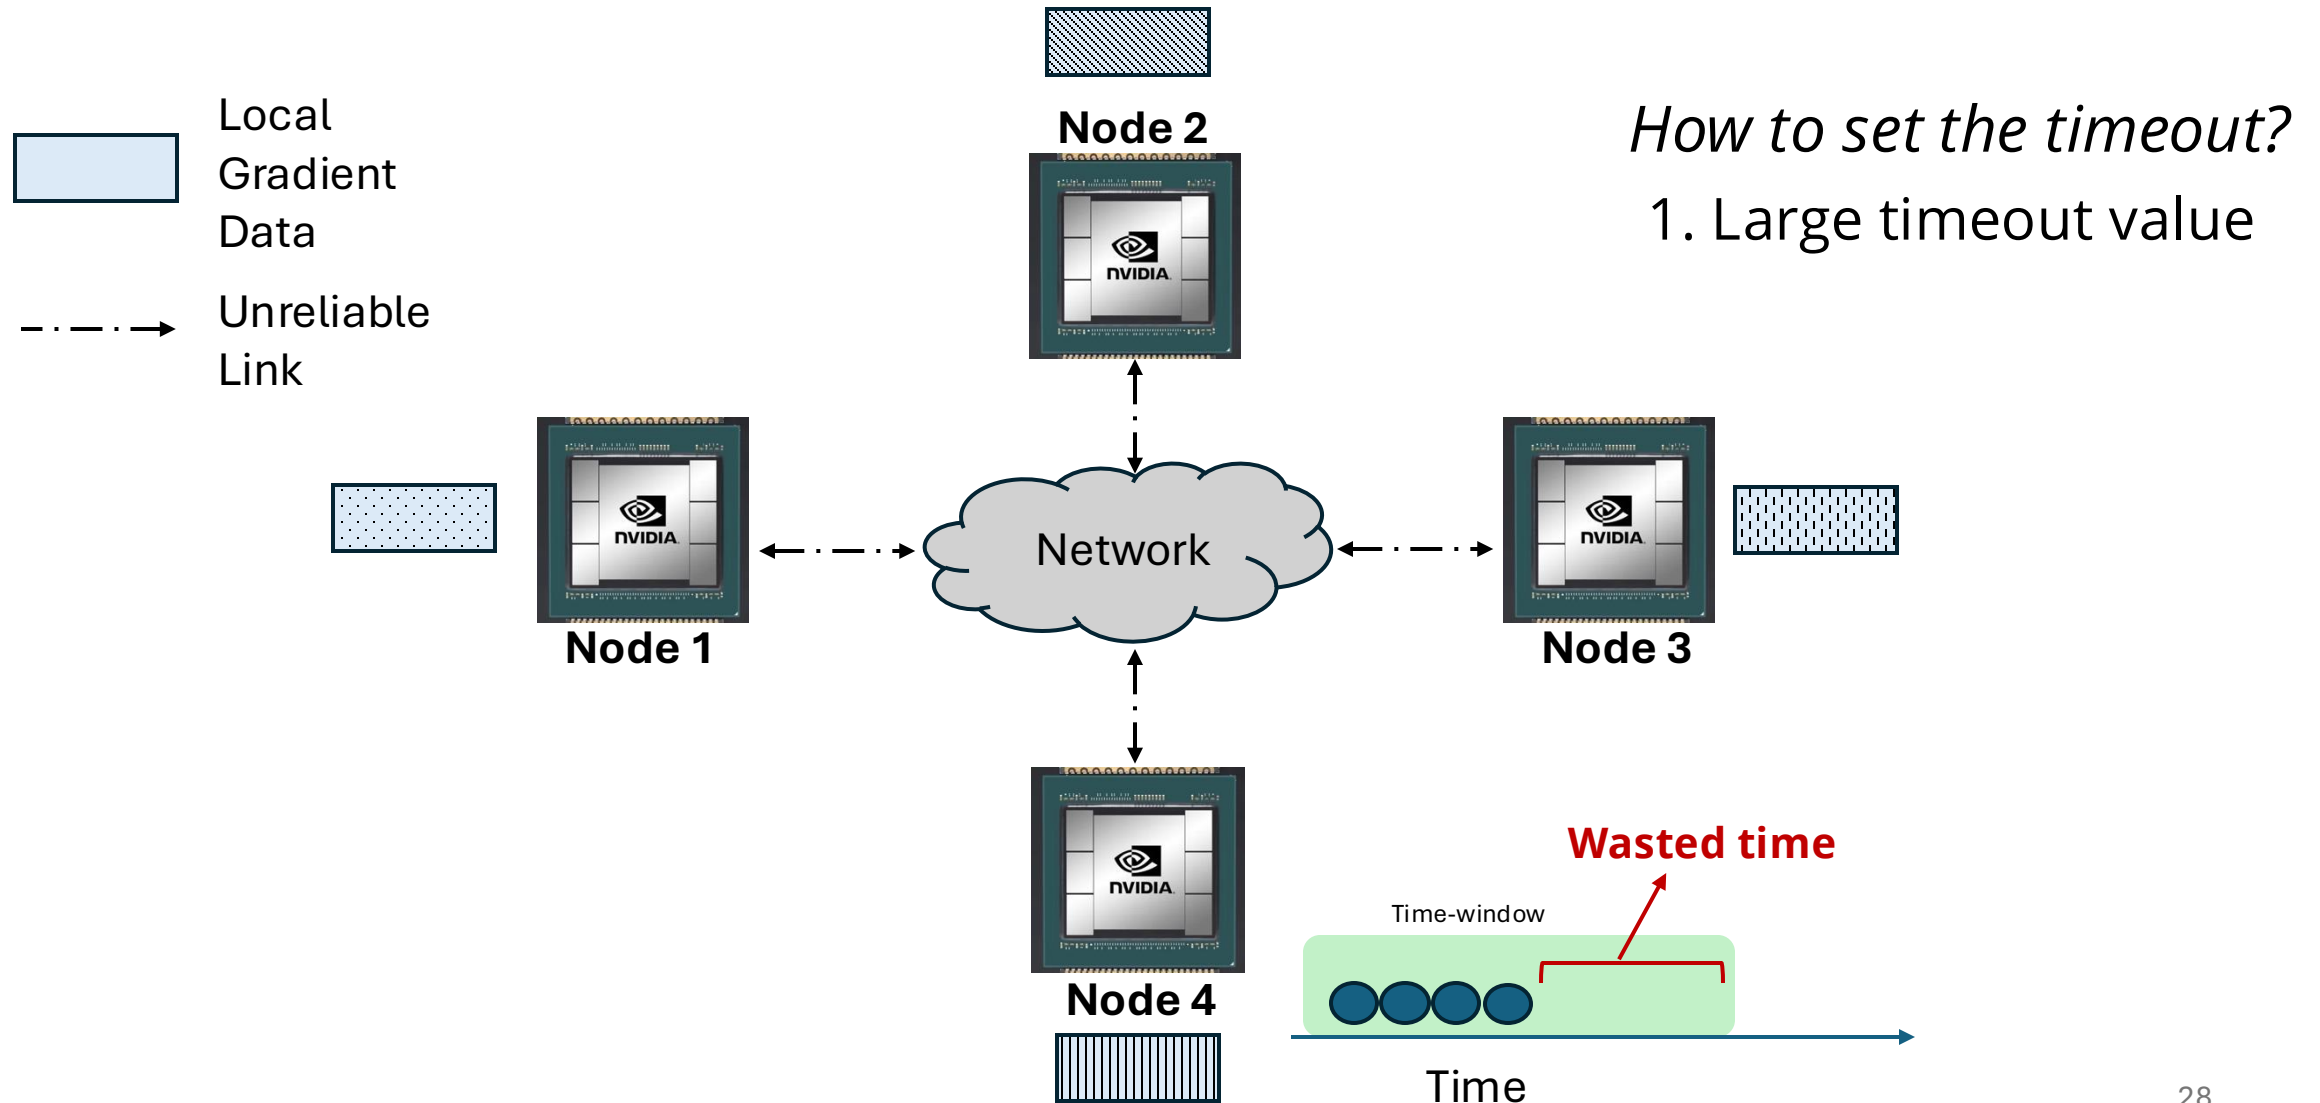 Local
Gradient
Data
Unreliable
Link
How to set the timeout?
1. Large timeout value
Node 2
NVIDIA
NVIDIA
Node 1
Network
NVIDIA
Node 3
NVIDIA
Node 4
Wasted time
Time-window
Time
28